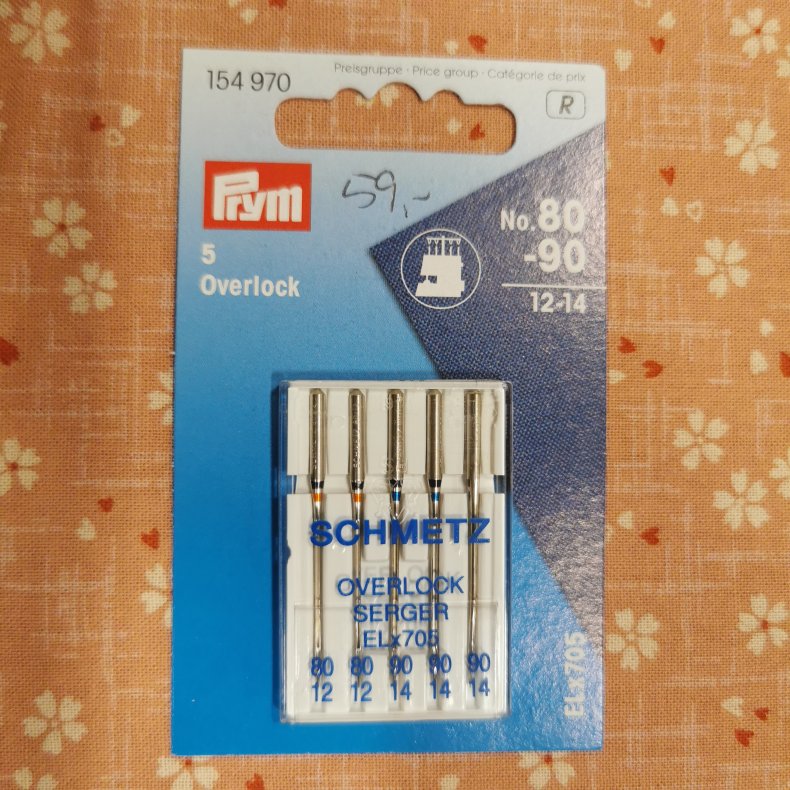 154 970
Preisgruppe · Price group · Catégorie de prix
R
Prym
59,-
5
Overlock
No. 80
-90
12-14
SCHMETZ
OVERLOCK
SERGER
ELx705
80 80 90 90 90
12 12 14 14 14
ELx705